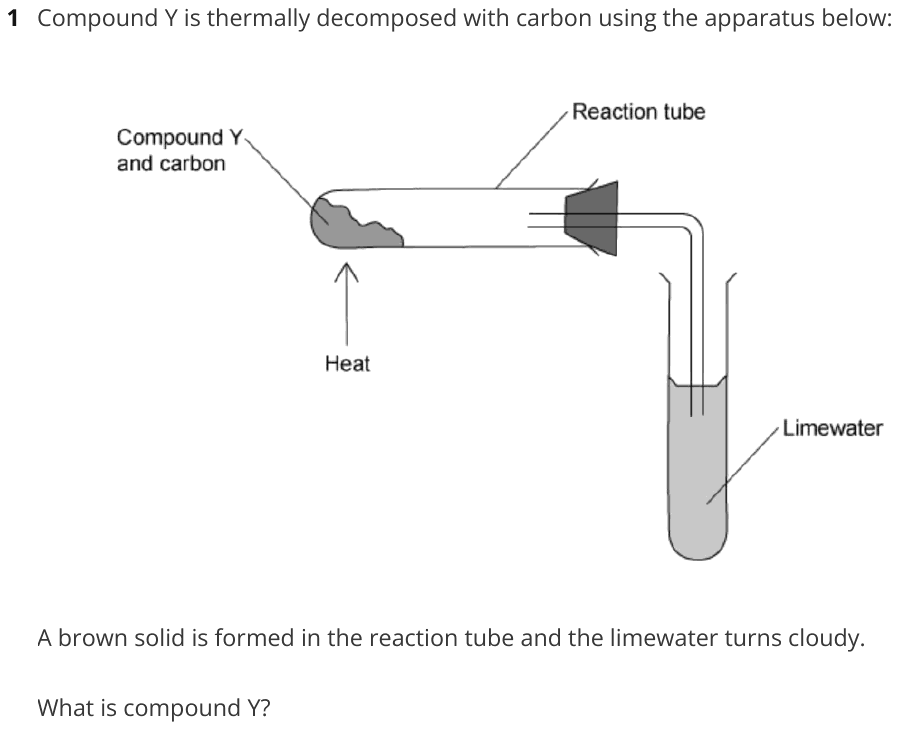 1 Compound Y is thermally decomposed with carbon using the apparatus below:
Reaction tube
Compound Y
and carbon
Heat
Limewater
A brown solid is formed in the reaction tube and the limewater turns cloudy.
What is compound Y?